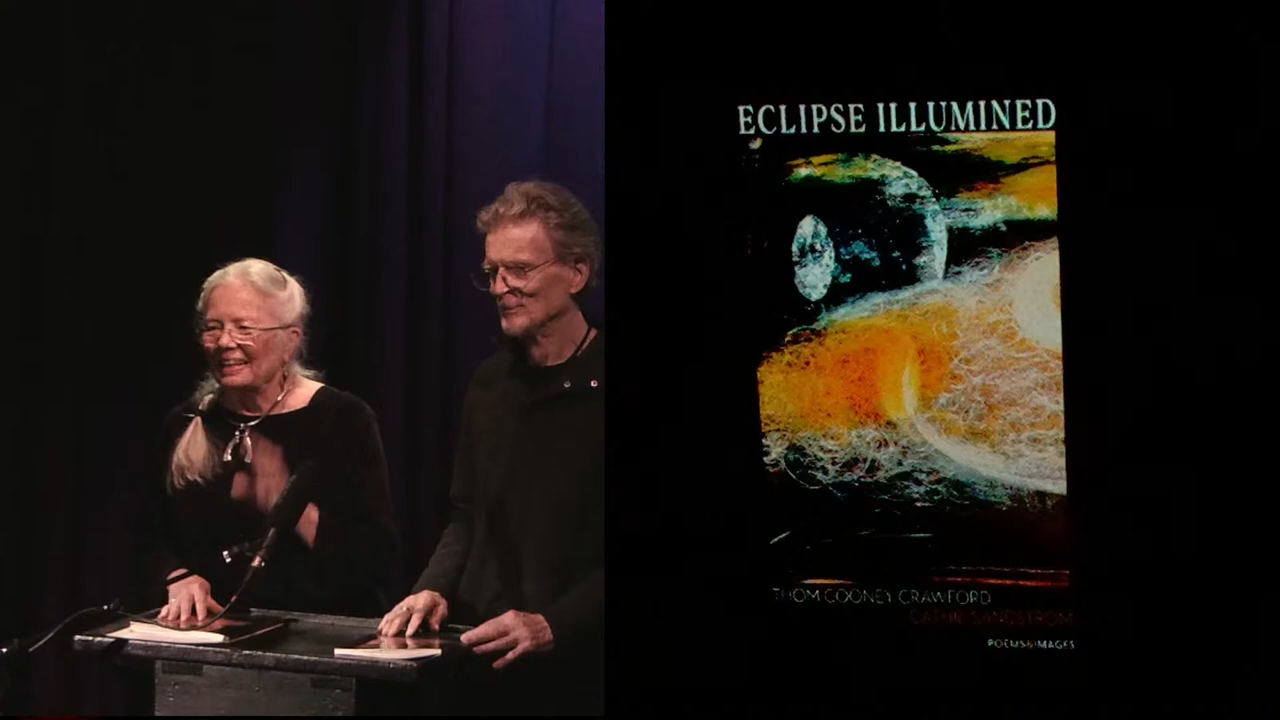 ECLIPSE ILLUMINED
THOM COONEY CRAWFORD
CATHIE SANDSTROM
POEMS&IMAGES